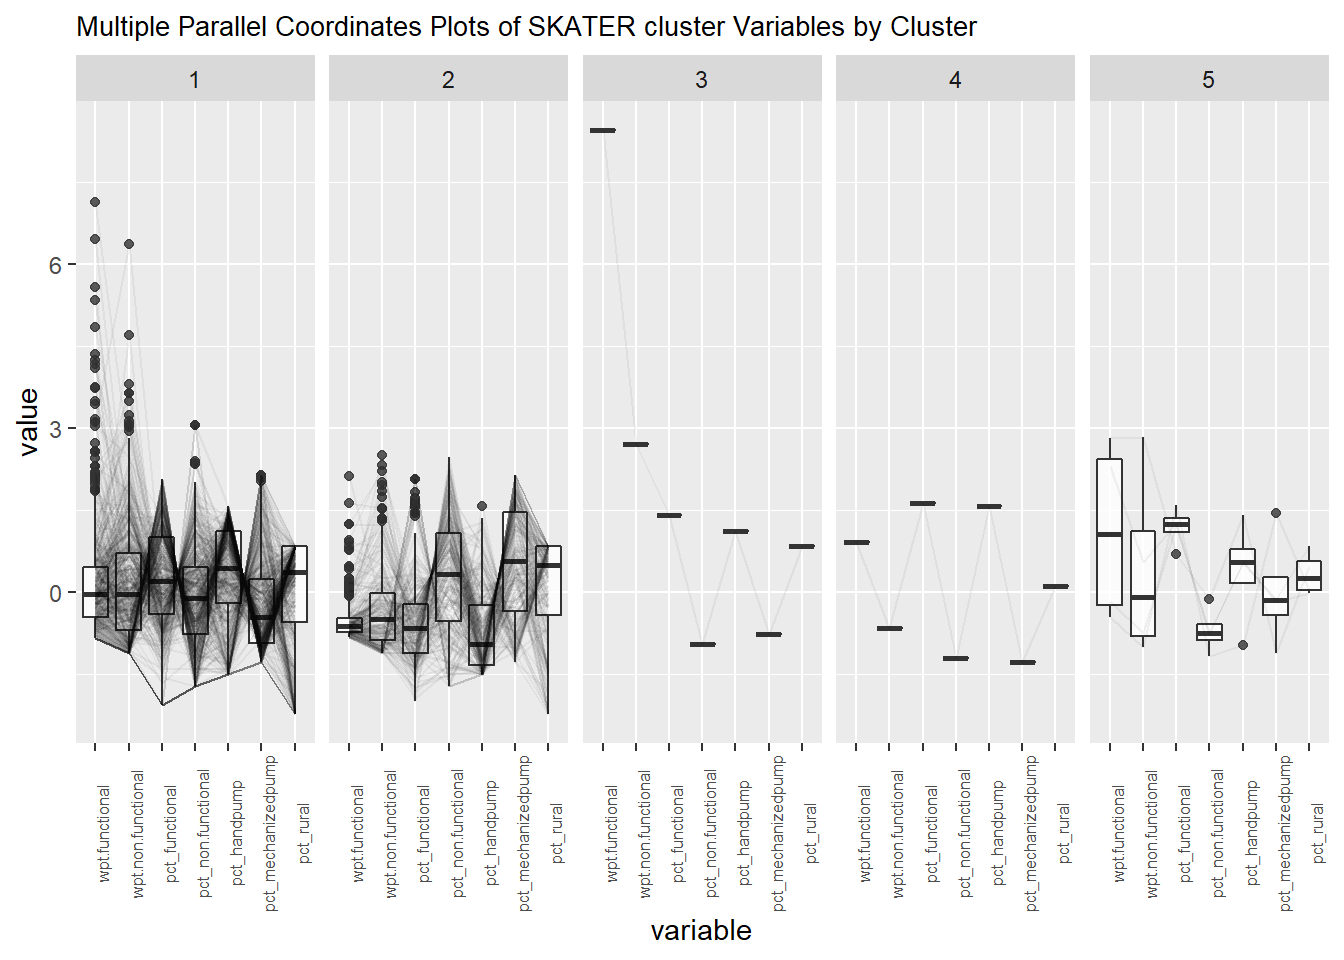 Multiple Parallel Coordinates Plots of SKATER cluster Variables by Cluster
1 2 3 4 5
6
3
0
value
wpt.functional wpt.non.functional pct_functional pct_non.functional pct_handpump pct_mechanizedpump pct_rural
wpt.functional wpt.non.functional pct_functional pct_non.functional pct_handpump pct_mechanizedpump pct_rural
wpt.functional wpt.non.functional pct_functional pct_non.functional pct_handpump pct_mechanizedpump pct_rural
wpt.functional wpt.non.functional pct_functional pct_non.functional pct_handpump pct_mechanizedpump pct_rural
wpt.functional wpt.non.functional pct_functional pct_non.functional pct_handpump pct_mechanizedpump pct_rural
variable